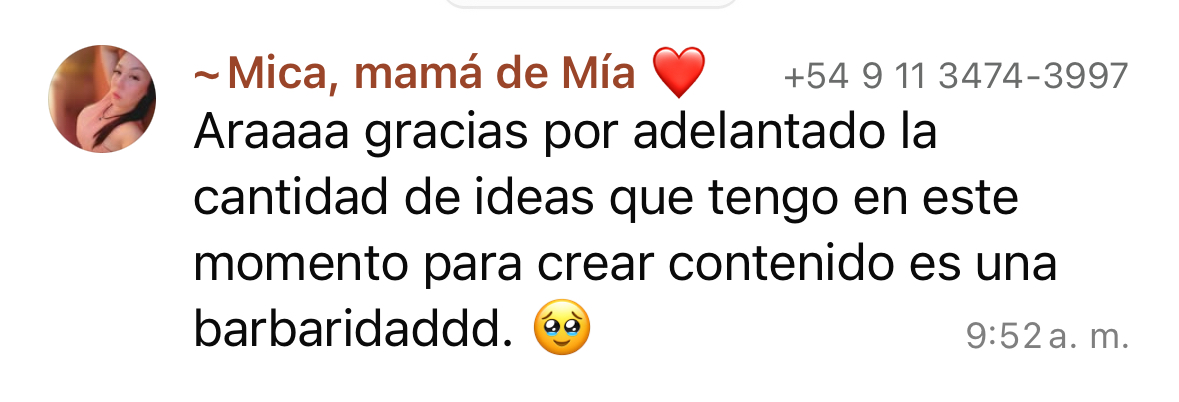 ~Mica, mamá de Mía ❤️ +54 9 11 3474-3997
Araaaa gracias por adelantado la
cantidad de ideas que tengo en este
momento para crear contenido es una
barbaridaddd. 🥹
9:52 a. m.